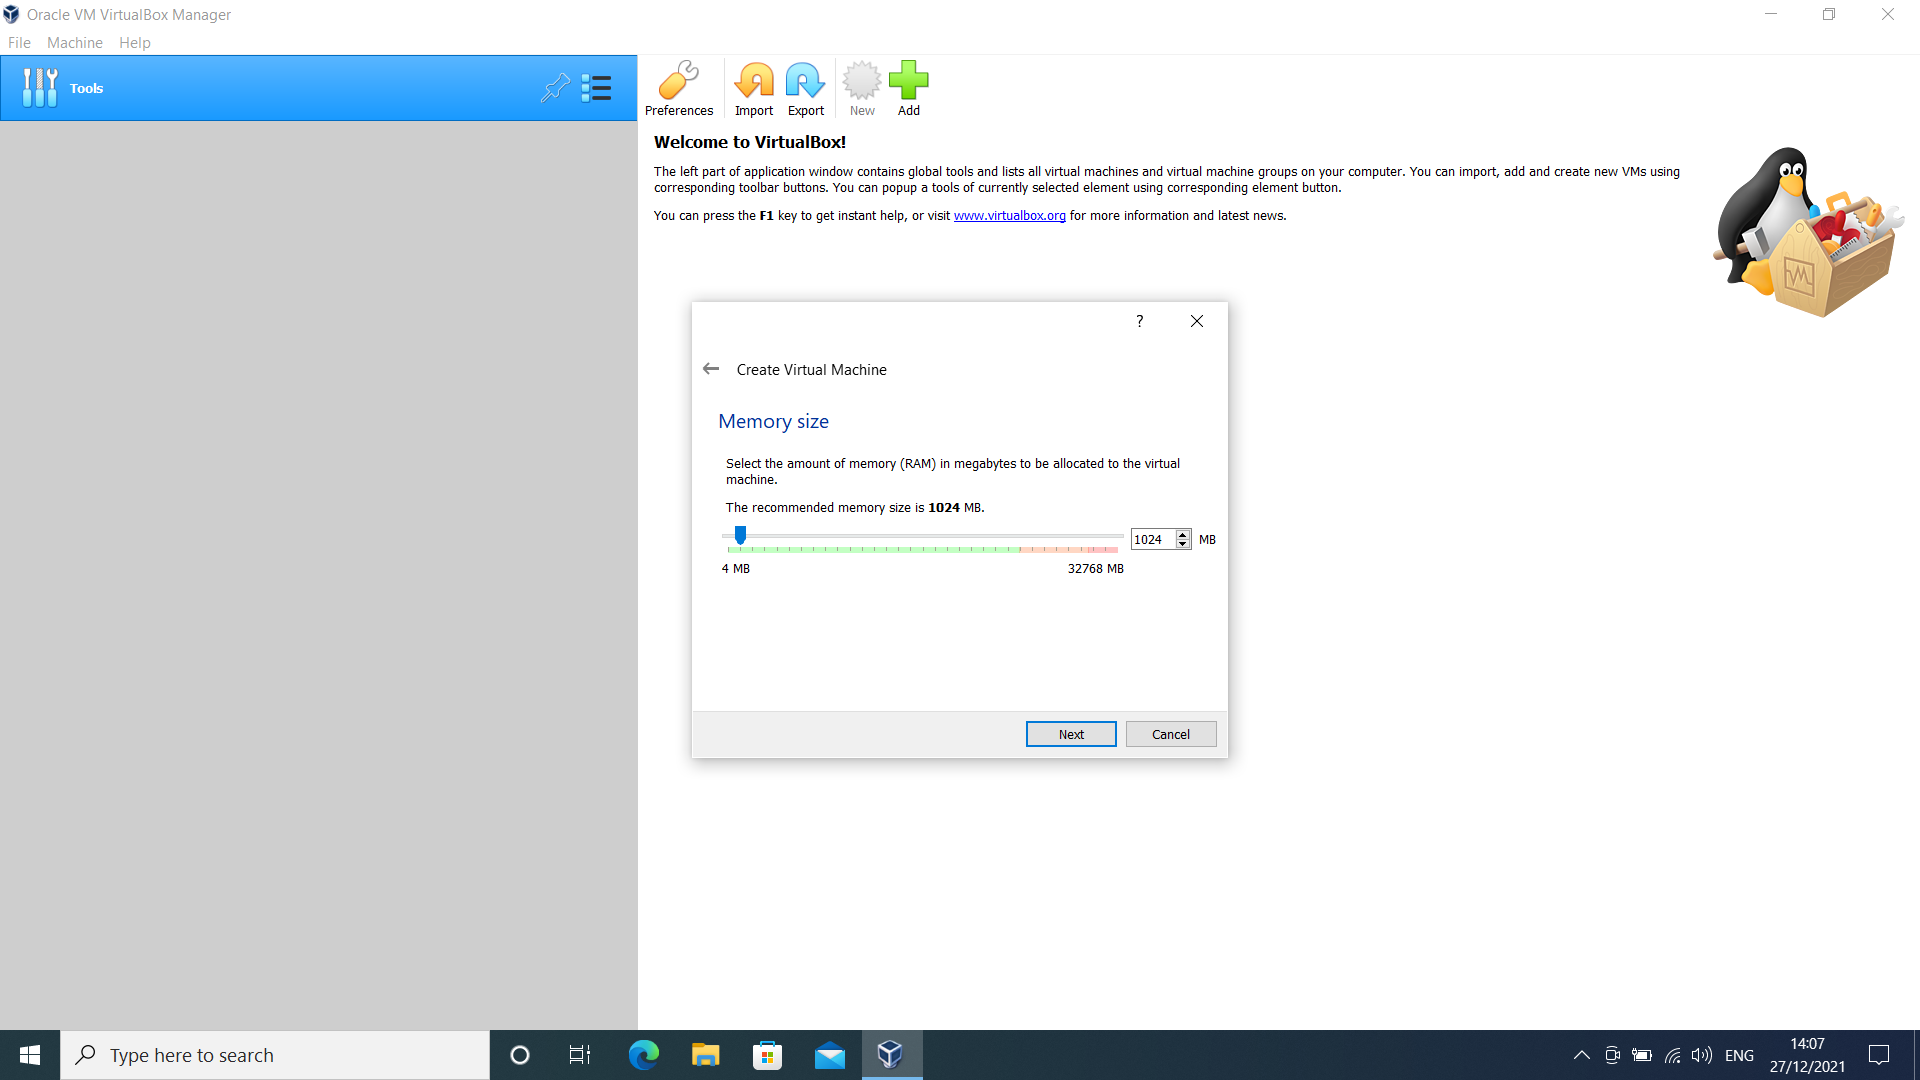 Oracle VM VirtualBox Manager
File Machine Help
Tools
Preferences Import Export New Add
Welcome to VirtualBox!
The left part of application window contains global tools and lists all virtual machines and virtual machine groups on your computer. You can import, add and create new VMs using
corresponding toolbar buttons. You can popup a tools of currently selected element using corresponding element button.
You can press the F1 key to get instant help, or visit www.virtualbox.org for more information and latest news.
?
Create Virtual Machine
Memory size
Select the amount of memory (RAM) in megabytes to be allocated to the virtual
machine.
The recommended memory size is 1024 MB.
1024 MB
4 MB 32768 MB
Next Cancel
Type here to search
ENG
14:07
27/12/2021